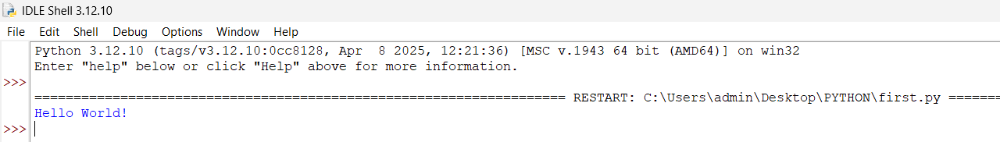 IDLE Shell 3.12.10
File Edit Shell Debug Options Window Help
Python 3.12.10 (tags/v3.12.10:0cc8128, Apr  8 2025, 12:21:36) [MSC v.1943 64 bit (AMD64)] on win32
Enter "help" below or click "Help" above for more information.
>>>
==================================================================== RESTART: C:\Users\admin\Desktop\PYTHON\first.py =======
Hello World!
>>>